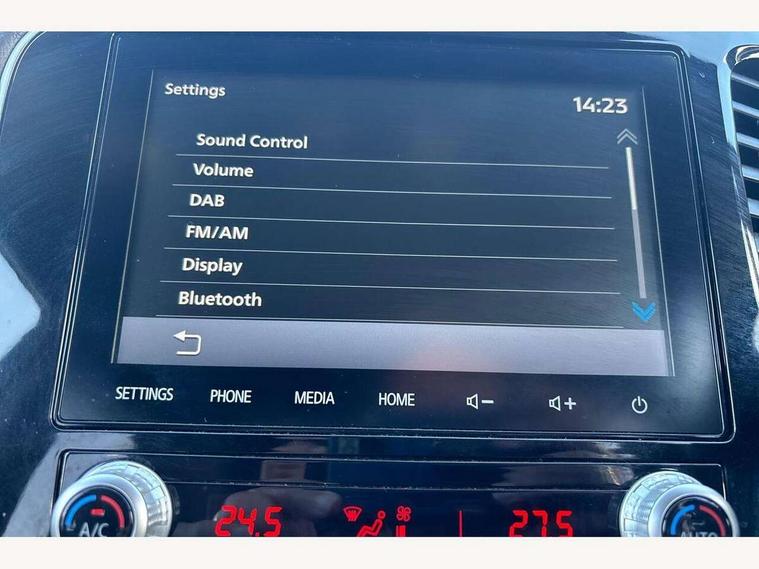 Settings
14:23
Sound Control
Volume
DAB
FM/AM
Display
Bluetooth
SETTINGS PHONE MEDIA HOME
24.5 27.5
A/C AUTO